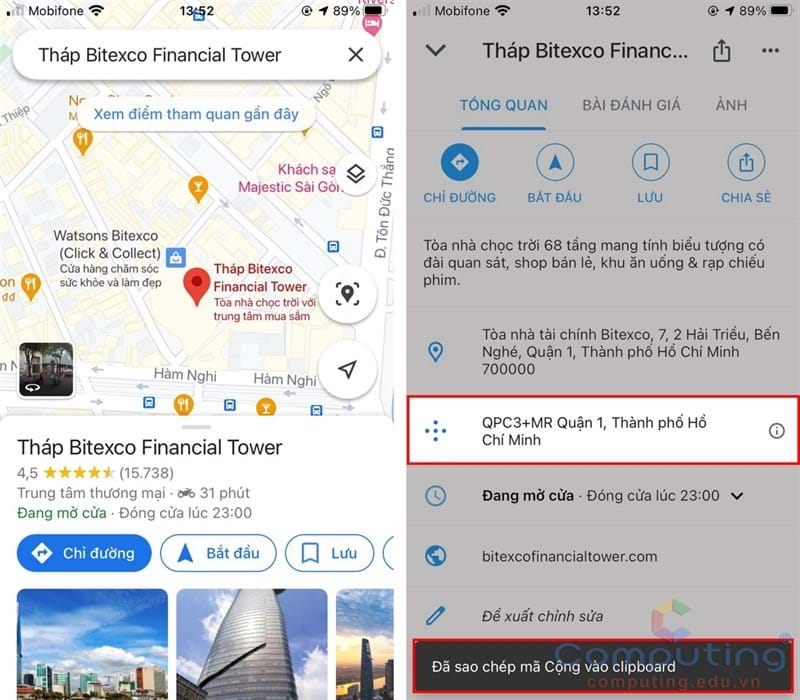 Mobifone
13:52
89%
Rivers
Tháp Bitexco Financial Tower
Xem điểm tham quan gần đây
Thiệp
Ngô
Khách sạ
Majestic Sài Gòn
Đ. Tôn Đức Thắng
Watsons Bitexco
(Click & Collect)
Cửa hàng chăm sóc
sức khỏe và làm đẹp
Tháp Bitexco
Financial Tower
Tòa nhà chọc trời với
trung tâm mua sắm
on
Hàm Nghi
Hàm Nghi
Tháp Bitexco Financial Tower
4,5 (15.738)
Trung tâm thương mại · 31 phút
Đang mở cửa · Đóng cửa lúc 23:00
Chỉ đường
Bắt đầu
Lưu
Mobifone
13:52
89%
Tháp Bitexco Financ...
TỔNG QUAN
BÀI ĐÁNH GIÁ
ẢNH
CHỈ ĐƯỜNG
BẮT ĐẦU
LƯU
CHIA SẺ
Tòa nhà chọc trời 68 tầng mang tính biểu tượng có
đài quan sát, shop bán lẻ, khu ăn uống & rạp chiếu
phim.
Tòa nhà tài chính Bitexco, 7, 2 Hải Triều, Bến
Nghé, Quận 1, Thành phố Hồ Chí Minh
700000
QPC3+MR Quận 1, Thành phố Hồ
Chí Minh
Đang mở cửa · Đóng cửa lúc 23:00
bitexcofinancialtower.com
Đề xuất chỉnh sửa
Computing
Đã sao chép mã Cộng vào clipboard
computing.edu.vn